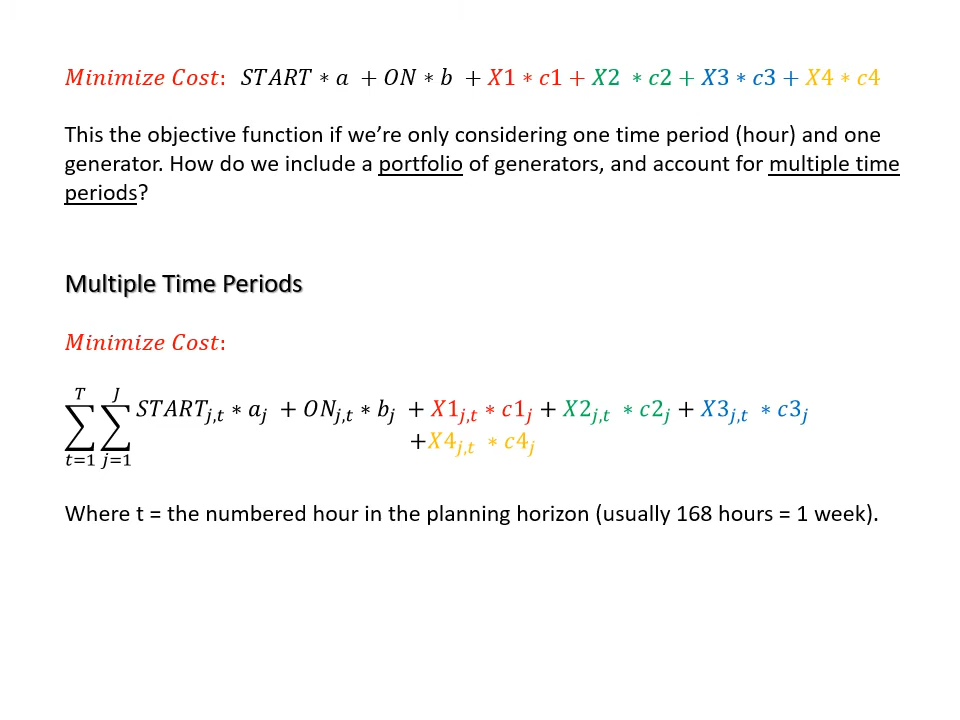 Minimize Cost: START * a + ON * b + X1 * c1 + X2 * c2 + X3 * c3 + X4 * c4
This the objective function if we’re only considering one time period (hour) and one
generator. How do we include a portfolio of generators, and account for multiple time
periods?
Multiple Time Periods
Minimize Cost:
∑_{t=1}^{T} ∑_{j=1}^{J} START_{j,t} * a_j + ON_{j,t} * b_j + X1_{j,t} * c1_j + X2_{j,t} * c2_j + X3_{j,t} * c3_j
+X4_{j,t} * c4_j
Where t = the numbered hour in the planning horizon (usually 168 hours = 1 week).